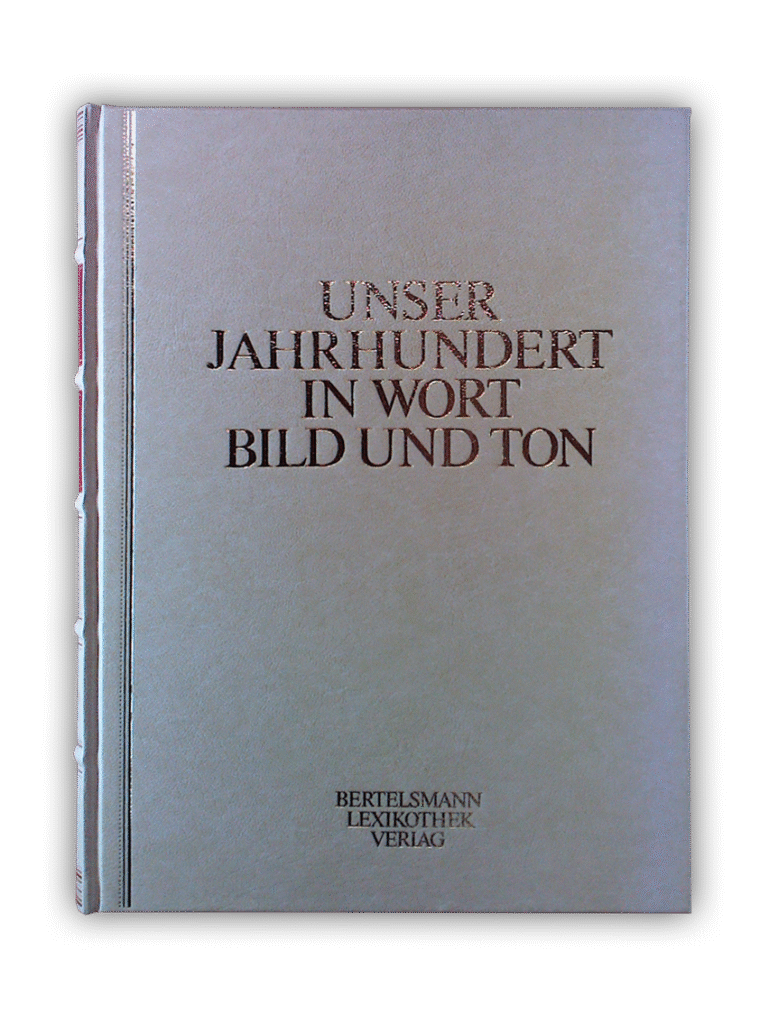 UNSER
JAHRHUNDERT
IN WORT
BILD UND TON
BERTELSMANN
LEXIKOTHEK
VERLAG